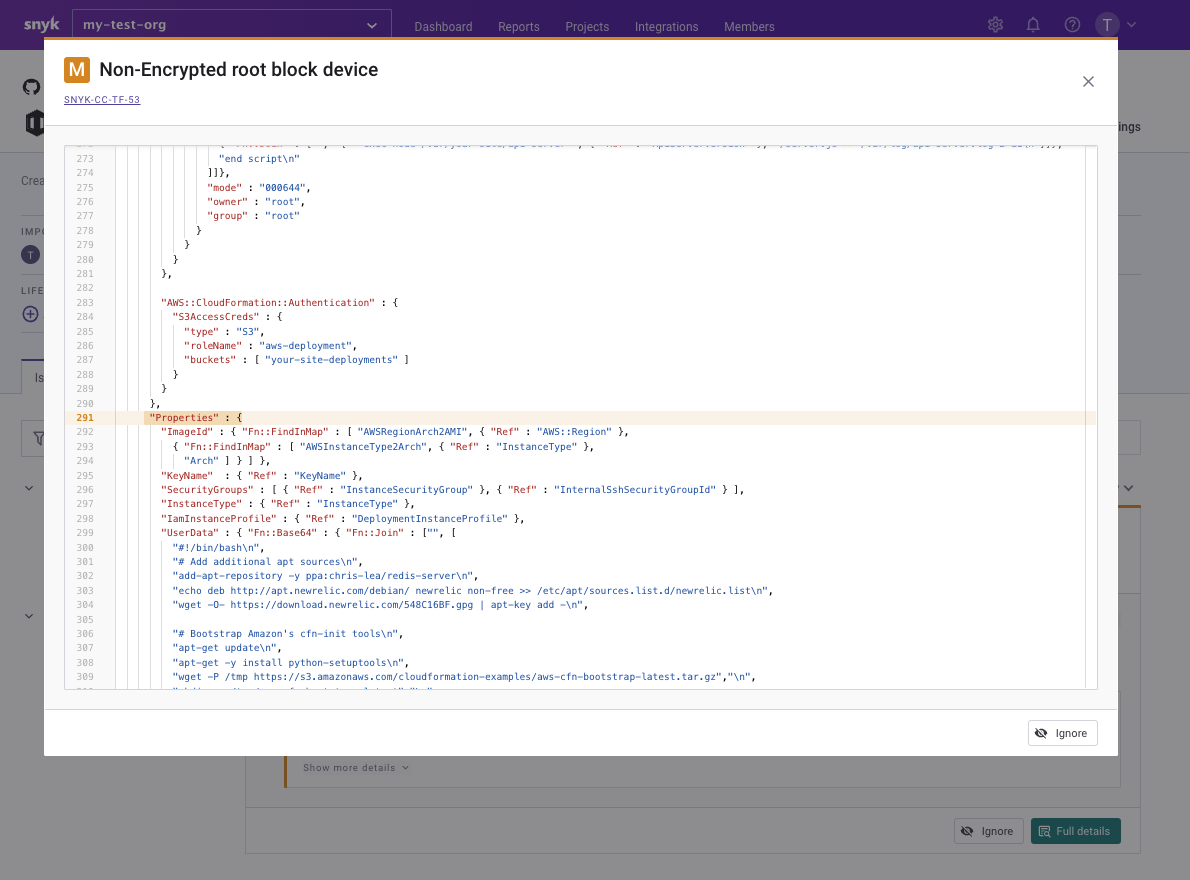 snyk
my-test-org
Dashboard Reports Projects Integrations Members
T
M Non-Encrypted root block device
SNYK-CC-TF-53
ings
Crea
IMPO
T
LIFE
Is
273 "end script\n"
274 ]]},
275 "mode" : "000644",
276 "owner" : "root",
277 "group" : "root"
278 }
279 }
280 }
281 },
282
283 "AWS::CloudFormation::Authentication" : {
284 "S3AccessCreds" : {
285 "type" : "S3",
286 "roleName" : "aws-deployment",
287 "buckets" : [ "your-site-deployments" ]
288 }
289 }
290 },
291 "Properties" : {
292 "ImageId" : { "Fn::FindInMap" : [ "AWSRegionArch2AMI", { "Ref" : "AWS::Region" },
293 { "Fn::FindInMap" : [ "AWSInstanceType2Arch", { "Ref" : "InstanceType" },
294 "Arch" ] } ] },
295 "KeyName" : { "Ref" : "KeyName" },
296 "SecurityGroups" : [ { "Ref" : "InstanceSecurityGroup" }, { "Ref" : "InternalSshSecurityGroupId" } ],
297 "InstanceType" : { "Ref" : "InstanceType" },
298 "IamInstanceProfile" : { "Ref" : "DeploymentInstanceProfile" },
299 "UserData" : { "Fn::Base64" : { "Fn::Join" : ["", [
300 "#!/bin/bash\n",
301 "# Add additional apt sources\n",
302 "add-apt-repository -y ppa:chris-lea/redis-server\n",
303 "echo deb http://apt.newrelic.com/debian/ newrelic non-free >> /etc/apt/sources.list.d/newrelic.list\n",
304 "wget -O- https://download.newrelic.com/548C16BF.gpg | apt-key add -\n",
305
306 "# Bootstrap Amazon's cfn-init tools\n",
307 "apt-get update\n",
308 "apt-get -y install python-setuptools\n",
309 "wget -P /tmp https://s3.amazonaws.com/cloudformation-examples/aws-cfn-bootstrap-latest.tar.gz","\n",
Ignore
Show more details
Ignore Full details